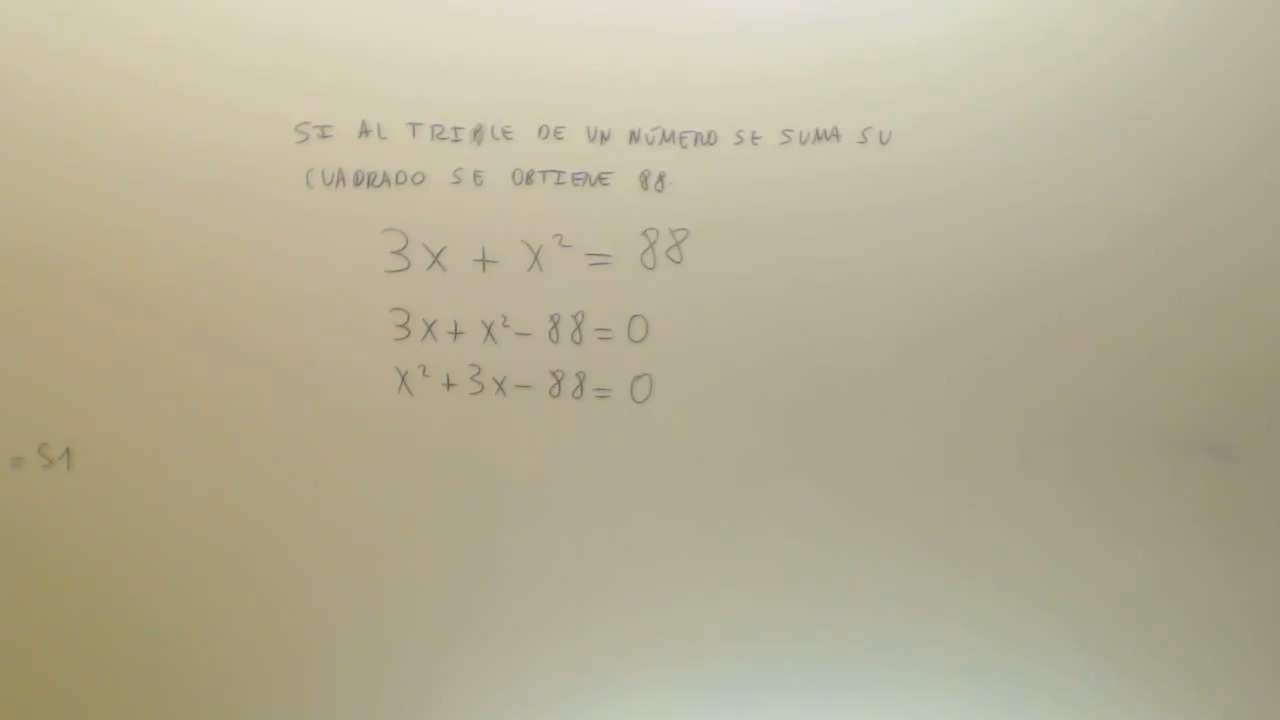 SI AL TRIPLE DE UN NÚMERO SE SUMA SU
CUADRADO SE OBTIENE 88.
3x + x² = 88
3x + x² - 88 = 0
x² + 3x - 88 = 0
= 51